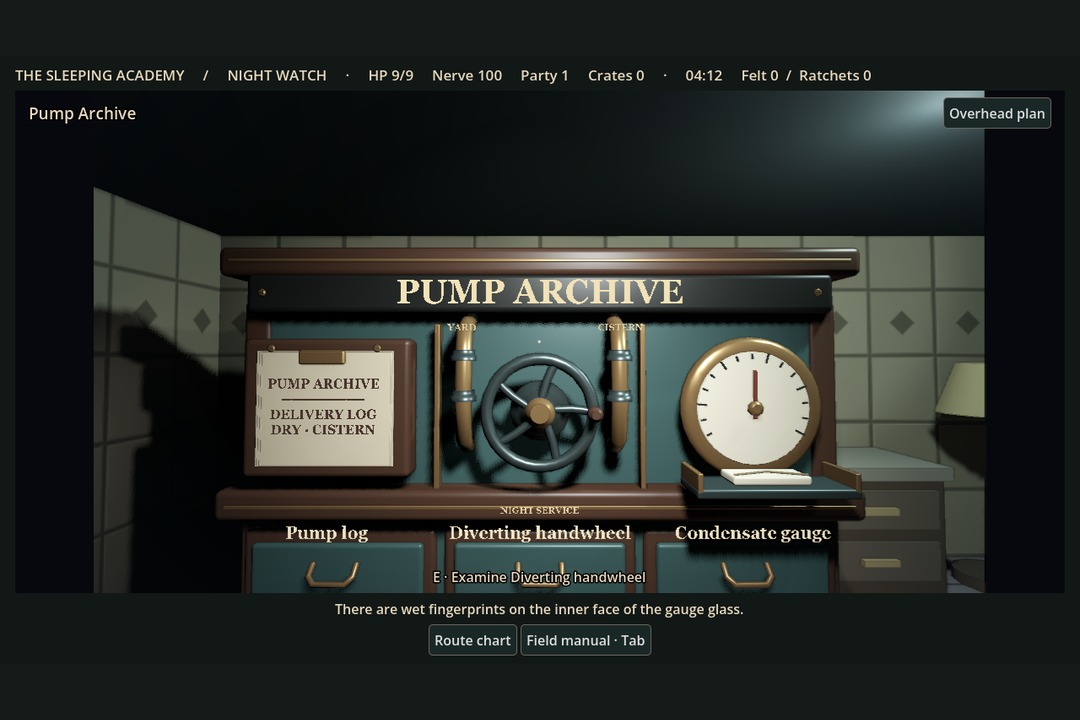 THE SLEEPING ACADEMY / NIGHT WATCH · HP 9/9 Nerve 100 Party 1 Crates 0 · 04:12 Felt 0 / Ratchets 0
Pump Archive
Overhead plan
PUMP ARCHIVE
YARD
CISTERN
PUMP ARCHIVE
DELIVERY LOG
DRY · CISTERN
NIGHT SERVICE
Pump log
Diverting handwheel
Condensate gauge
E · Examine Diverting handwheel
There are wet fingerprints on the inner face of the gauge glass.
Route chart
Field manual · Tab